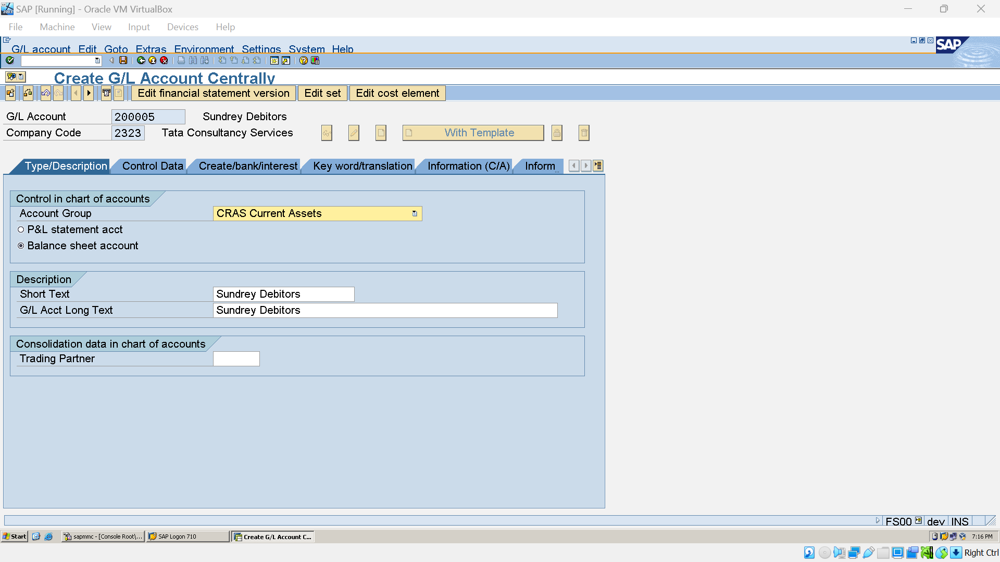 SAP [Running] - Oracle VM VirtualBox
File Machine View Input Devices Help
G/L account Edit Goto Extras Environment Settings System Help
SAP
Create G/L Account Centrally
Edit financial statement version Edit set Edit cost element
G/L Account 200005 Sundrey Debitors
Company Code 2323 Tata Consultancy Services With Template
Type/Description Control Data Create/bank/interest Key word/translation Information (C/A) Inform...
Control in chart of accounts
Account Group CRAS Current Assets
P&L statement acct
Balance sheet account
Description
Short Text Sundrey Debitors
G/L Acct Long Text Sundrey Debitors
Consolidation data in chart of accounts
Trading Partner
FS00 dev INS
Start sapmmc - [Console Root\... SAP Logon 710 Create G/L Account C... 7:16 PM
Right Ctrl